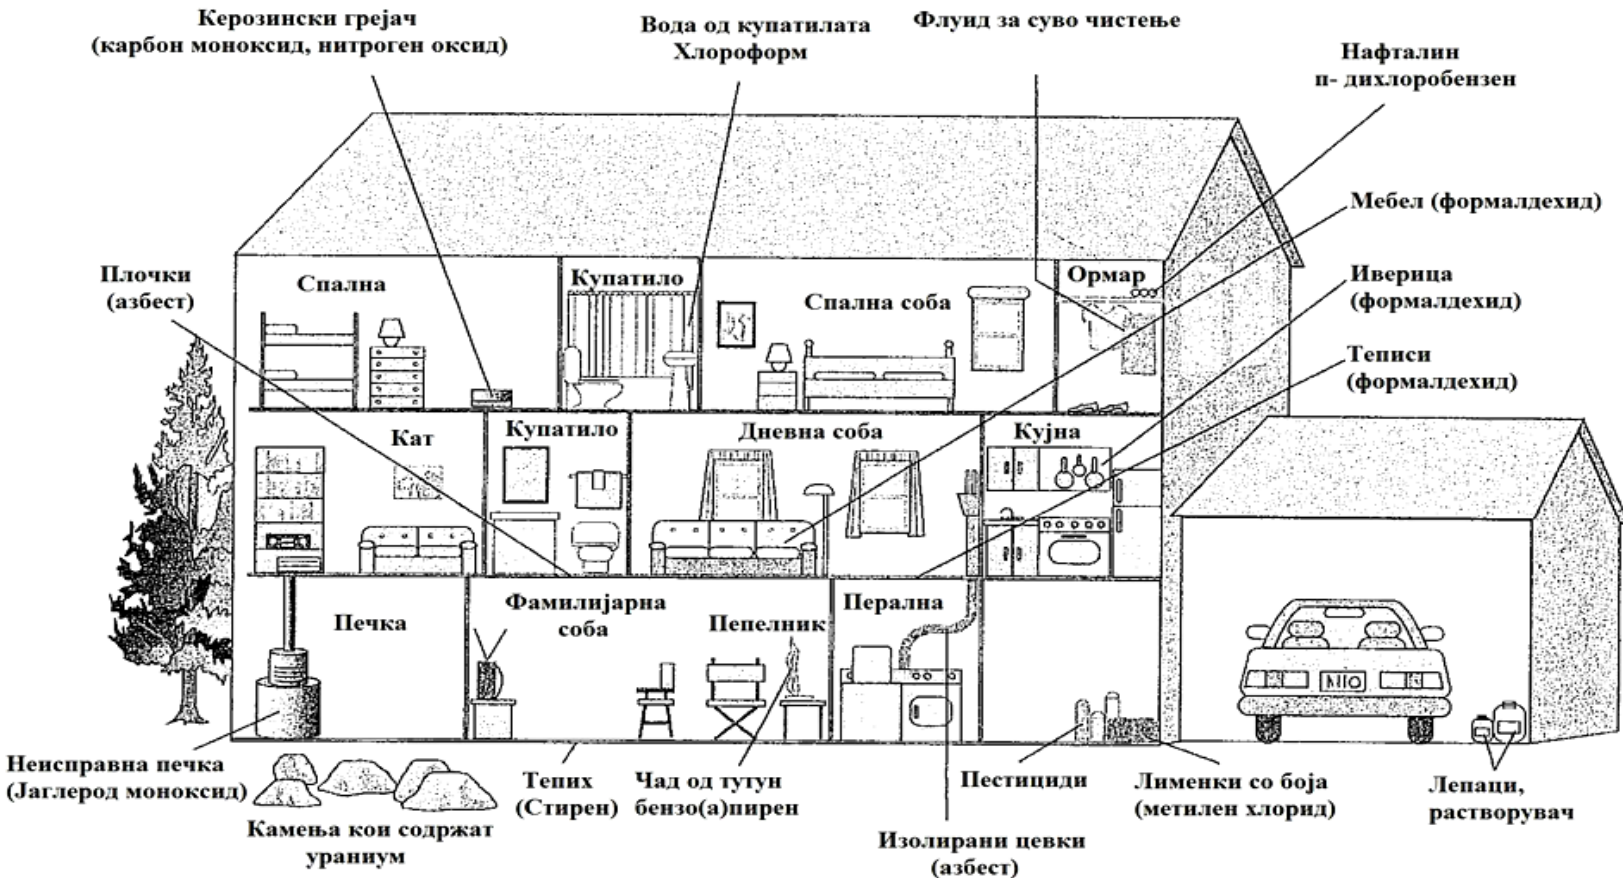 Керозински грејач
(карбон моноксид, нитроген оксид)
Вода од купатилата
Хлороформ
Флуид за суво чистење
Нафталин
п- дихлоробензен
Мебел (формалдехид)
Плочки
(азбест)
Иверица
(формалдехид)
Теписи
(формалдехид)
Спална
Купатило
Спална соба
Ормар
Кат
Купатило
Дневна соба
Кујна
Печка
Фамилијарна
соба
Пепелник
Перална
Неисправна печка
(Јаглерод моноксид)
Камења кои содржат
ураниум
Тепих
(Стирен)
Чад од тутун
бензо(а)пирен
Изолирани цевки
(азбест)
Пестициди
Лименки со боја
(метилен хлорид)
Лепаци,
растворувач